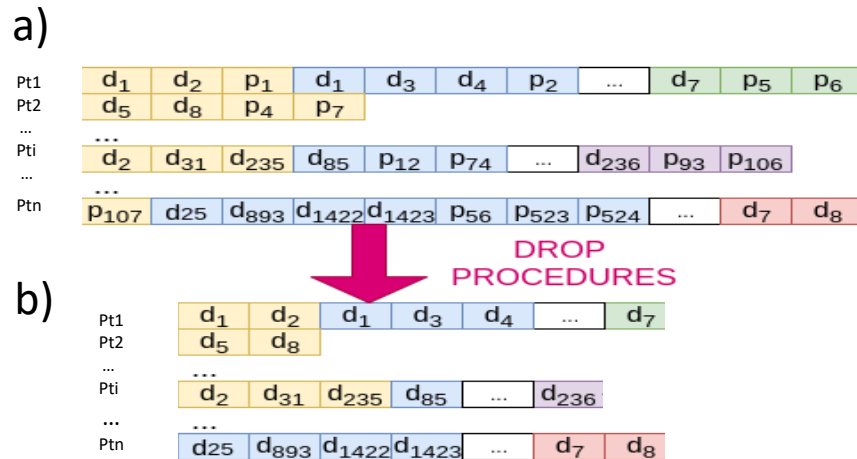 a)
Pt1 d₁ d₂ p₁ d₁ d₃ d₄ p₂ ... d₇ p₅ p₆
Pt2 d₅ d₈ p₄ p₇
... ...
Pti d₂ d₃₁ d₂₃₅ d₈₅ p₁₂ p₇₄ ... d₂₃₆ p₉₃ p₁₀₆
... ...
Ptn p₁₀₇ d25 d₈₉₃ d₁₄₂₂ d₁₄₂₃ p₅₆ p₅₂₃ p₅₂₄ ... d₇ d₈
DROP
PROCEDURES
b)
Pt1 d₁ d₂ d₁ d₃ d₄ ... d₇
Pt2 d₅ d₈
... ...
Pti d₂ d₃₁ d₂₃₅ d₈₅ ... d₂₃₆
... ...
Ptn d25 d₈₉₃ d₁₄₂₂ d₁₄₂₃ ... d₇ d₈